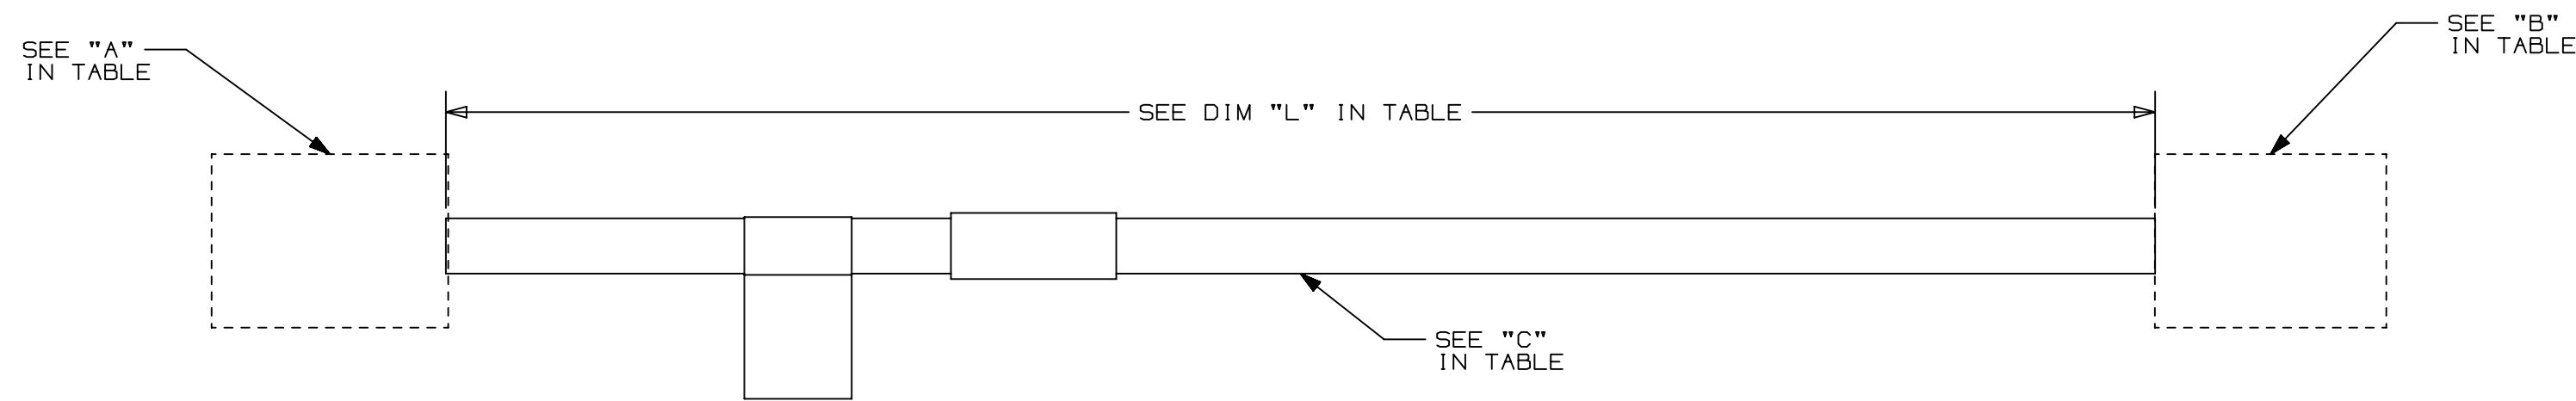 SEE "A"
IN TABLE
SEE "B"
IN TABLE
SEE DIM "L" IN TABLE
SEE "C"
IN TABLE